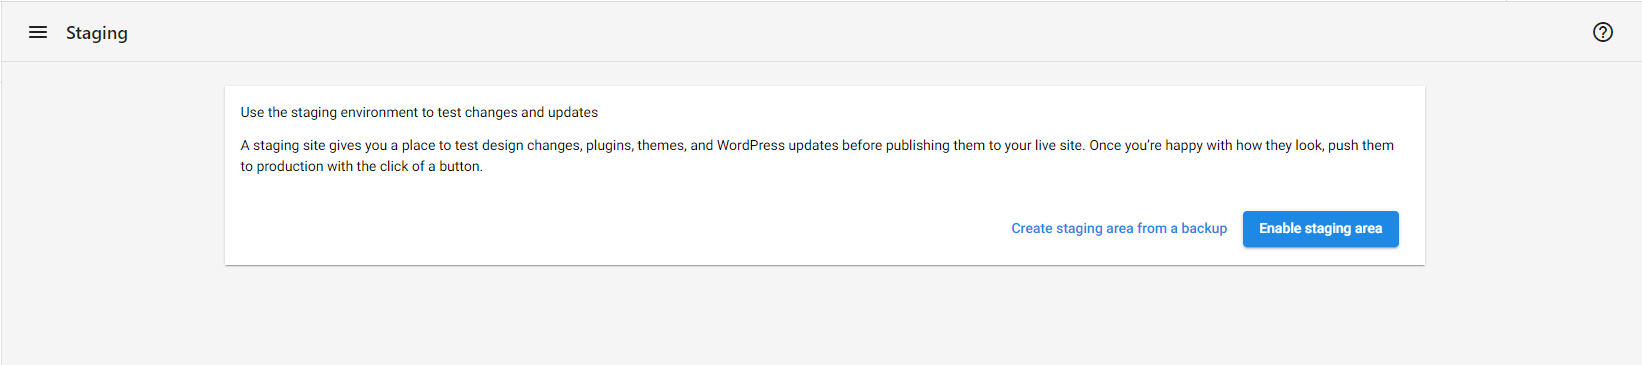 Staging
Use the staging environment to test changes and updates
A staging site gives you a place to test design changes, plugins, themes, and WordPress updates before publishing them to your live site. Once you’re happy with how they look, push them
to production with the click of a button.
Create staging area from a backup
Enable staging area